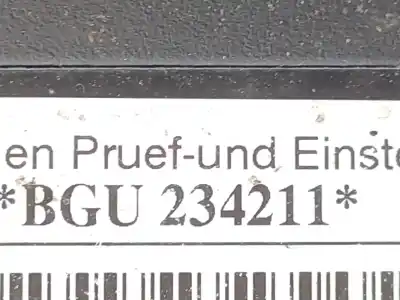 en Pruef-und Einste
*BGU 234211*